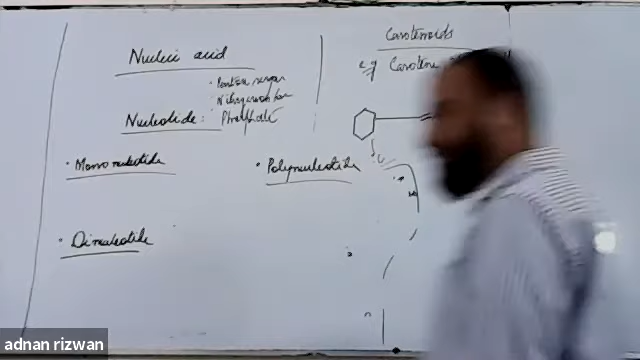 Nucleic acid
• Pentose sugar
• Nitrogenous base
Nucleotide: Phosphate
• Mononucleotide
• Polynucleotide
• Dinucleotide
Carotenoids
e.g Carotene
adnan rizwan